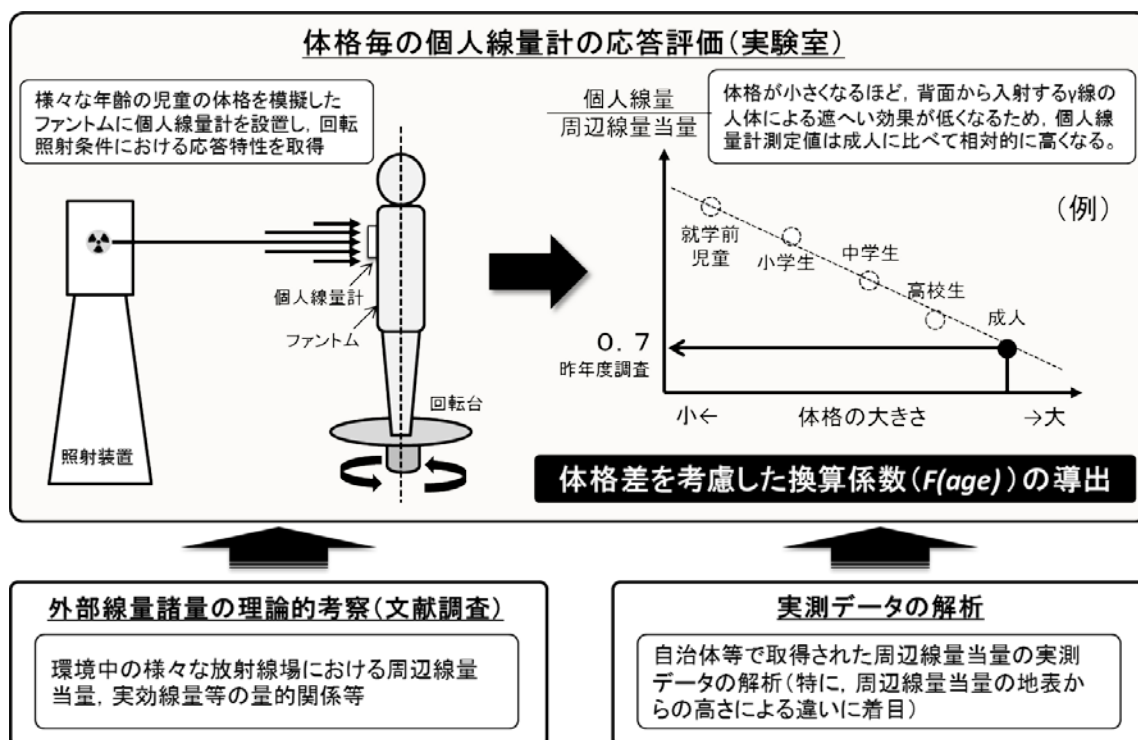 体格毎の個人線量計の応答評価(実験室)
様々な年齢の児童の体格を模擬した
ファントムに個人線量計を設置し，回転
照射条件における応答特性を取得
個人線量計
ファントム
回転台
照射装置
個人線量
周辺線量当量
体格が小さくなるほど，背面から入射するγ線の
人体による遮へい効果が低くなるため，個人線
量計測定値は成人に比べて相対的に高くなる。
(例)
就学前
児童
小学生
中学生
高校生
成人
０．７
昨年度調査
小←
体格の大きさ
→大
体格差を考慮した換算係数(F(age))の導出
外部線量諸量の理論的考察(文献調査)
環境中の様々な放射線場における周辺線量
当量，実効線量等の量的関係等
実測データの解析
自治体等で取得された周辺線量当量の実測
データの解析(特に，周辺線量当量の地表か
らの高さによる違いに着目)